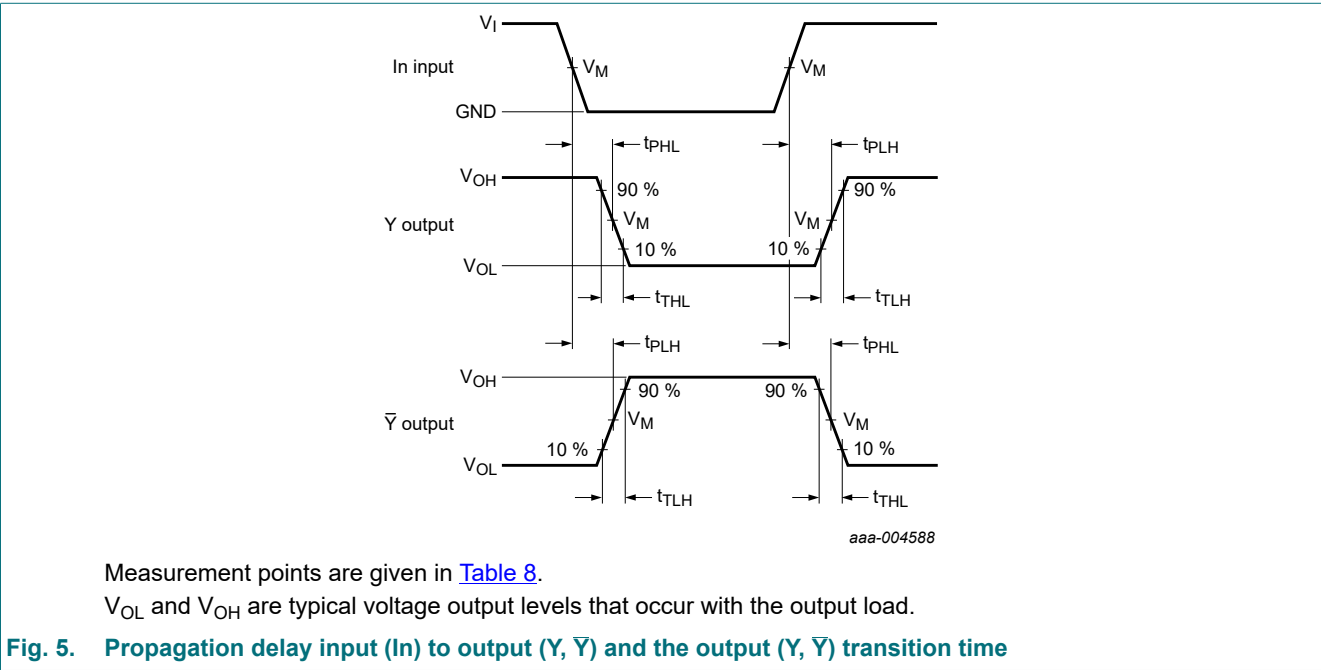 VI
In input VM VM
GND
tPHL tPLH
VOH
90 % 90 %
Y output VM VM
10 % 10 %
VOL
tTHL tTLH
tPLH tPHL
VOH
90 % 90 %
Y̅ output VM VM
10 % 10 %
VOL
tTLH tTHL
aaa-004588
Measurement points are given in Table 8.
VOL and VOH are typical voltage output levels that occur with the output load.
Fig. 5. Propagation delay input (In) to output (Y, Y̅) and the output (Y, Y̅) transition time